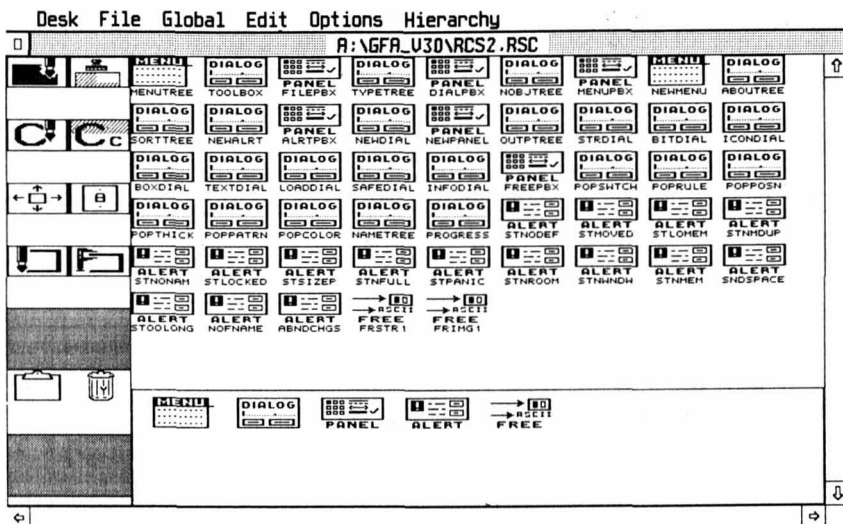 Desk File Global Edit Options Hierarchy
A:\GFA_V30\RCS2.RSC
MENU DIALOG PANEL DIALOG PANEL DIALOG PANEL MENU DIALOG
MENUTREE TOOLBOX FILEPBX TYPETREE DIALPBX NOBJTREE MENUPBX NEWMENU ABOUTREE
DIALOG DIALOG PANEL DIALOG PANEL DIALOG DIALOG DIALOG DIALOG
SORTTREE NEWALRT ALRTPBX NEWDIAL NEWPANEL OUTPTREE STRDIAL BITDIAL ICONDIAL
C C c
DIALOG DIALOG DIALOG DIALOG DIALOG PANEL DIALOG DIALOG DIALOG
BOXDIAL TEXTDIAL LOADDIAL SAFEDIAL INFODIAL FREEPBX POPSWTCH POPRULE POPPOSN
DIALOG DIALOG DIALOG DIALOG DIALOG ALERT ALERT ALERT ALERT
POPTHICK POPPATRN POPCOLOR NAMETREE PROGRESS STNODEF STMOVED STLOMEM STNMDUP
ALERT ALERT ALERT ALERT ALERT ALERT ALERT ALERT ALERT
STNONAM STLOCKED STSIZEP STNFULL STPANIC STNROOM STNWNDW STNMEM SNDSPACE
ALERT ALERT ALERT ASCII FREE ASCII FREE
STOOLONG NOFNAME ABNDCHGS FRSTR1 FRIMG1
MENU DIALOG PANEL ALERT ASCII FREE